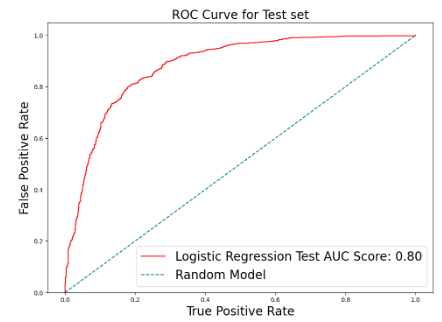 ROC Curve for Test set
1.0
0.8
0.6
0.4
0.2
0.0
False Positive Rate
Logistic Regression Test AUC Score: 0.80
Random Model
0.0 0.2 0.4 0.6 0.8 1.0
True Positive Rate